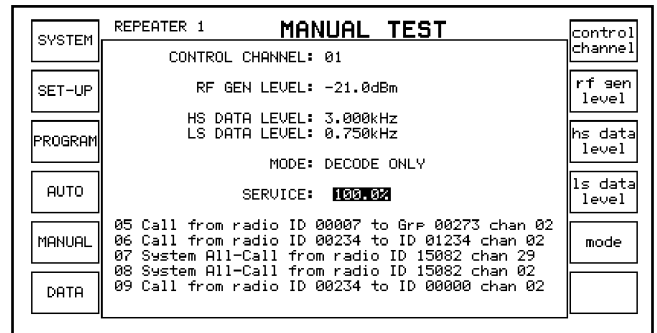 SYSTEM
SET-UP
PROGRAM
AUTO
MANUAL
DATA
REPEATER 1 MANUAL TEST
CONTROL CHANNEL: 01
RF GEN LEVEL: -21.0dBm
HS DATA LEVEL: 3.000kHz
LS DATA LEVEL: 0.750kHz
MODE: DECODE ONLY
SERVICE: 100.0%
05 Call from radio ID 00007 to Grp 00273 chan 02
06 Call from radio ID 00234 to ID 01234 chan 02
07 System All-Call from radio ID 15082 chan 29
08 System All-Call from radio ID 15082 chan 02
09 Call from radio ID 00234 to ID 00000 chan 02
control
channel
rf gen
level
hs data
level
ls data
level
mode